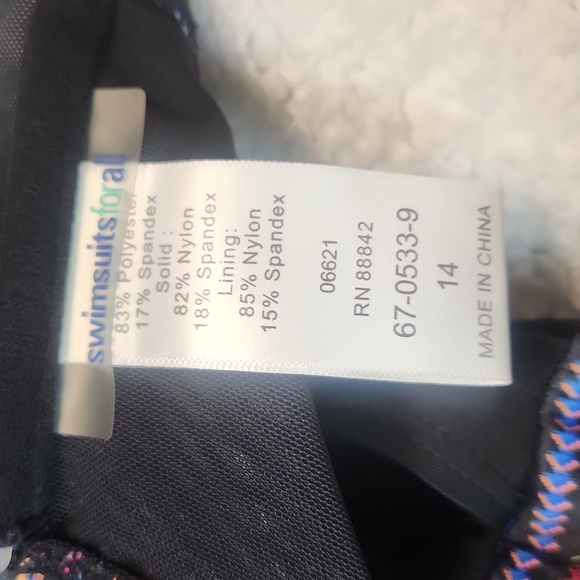 swimsuitsforall
83% Polyester
17% Spandex
Solid :
82% Nylon
18% Spandex
Lining:
85% Nylon
15% Spandex
06621
RN 88842
67-0533-9
14
MADE IN CHINA